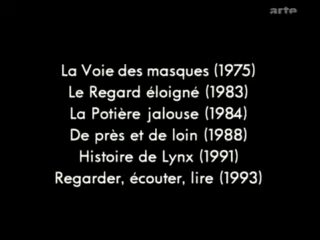 arte
La Voie des masques (1975)
Le Regard éloigné (1983)
La Potière jalouse (1984)
De près et de loin (1988)
Histoire de Lynx (1991)
Regarder, écouter, lire (1993)